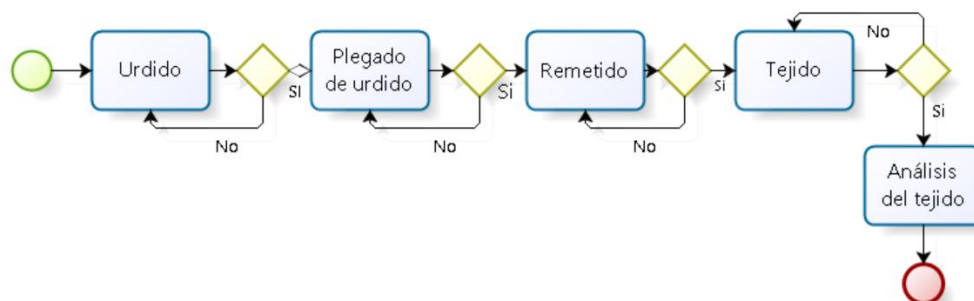 Urdido
SI
No
Plegado
de urdido
Si
No
Remetido
si
No
Tejido
No
Si
Análisis
del tejido